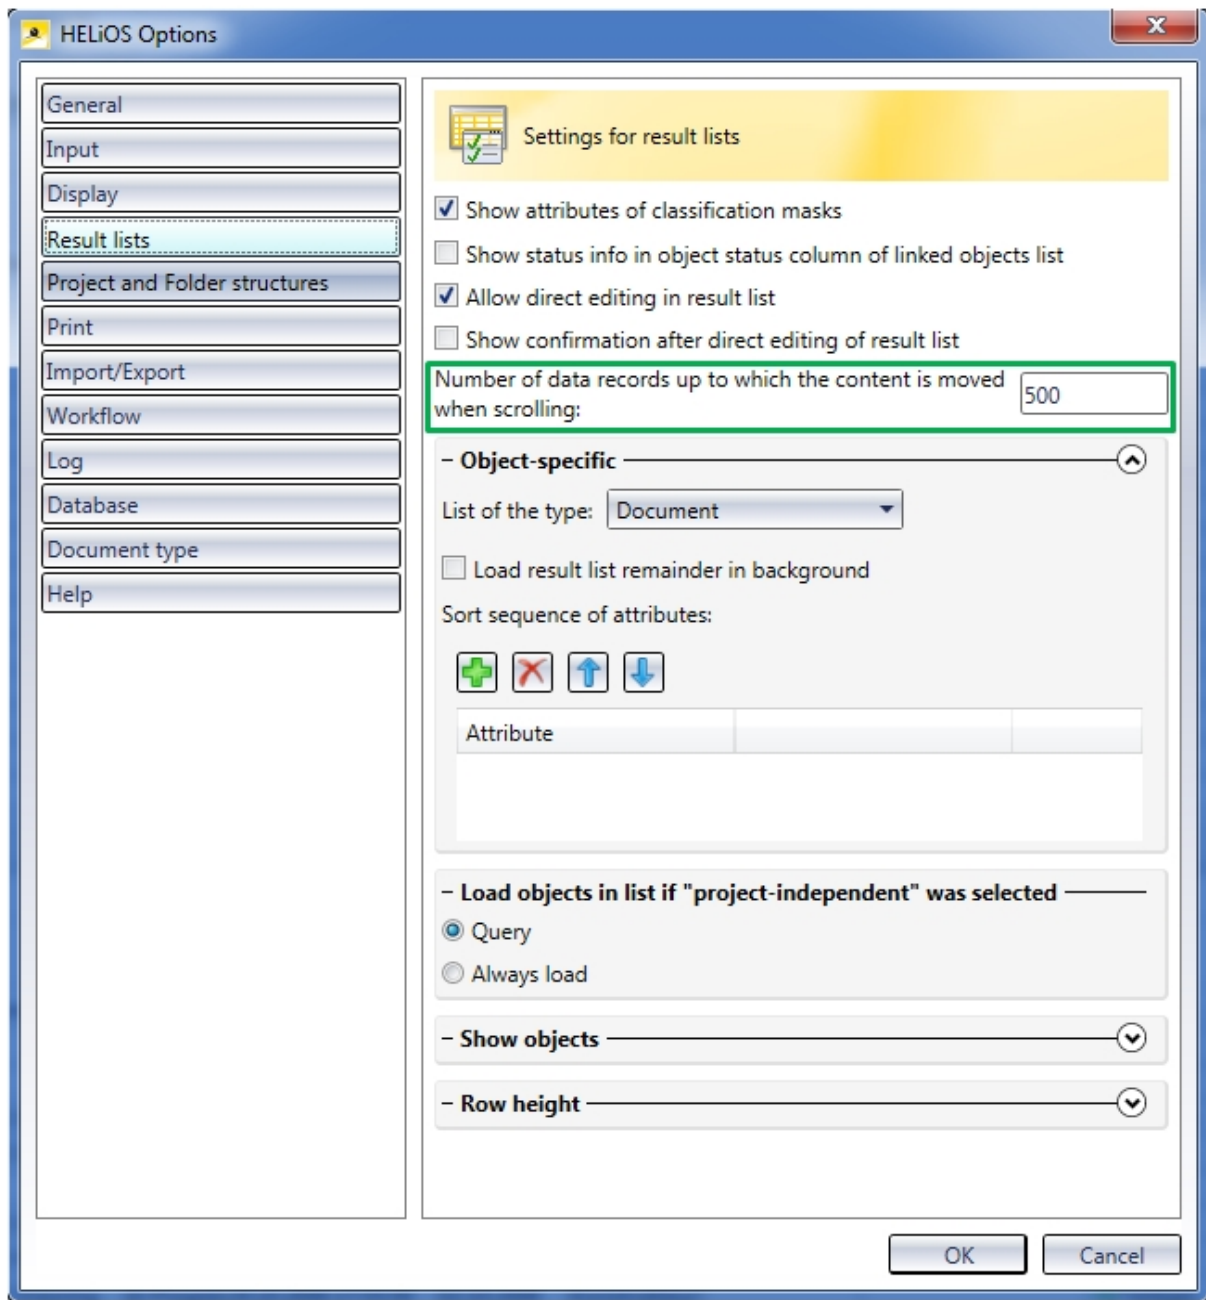 HELiOS Options
General
Input
Display
Result lists
Project and Folder structures
Print
Import/Export
Workflow
Log
Database
Document type
Help
Settings for result lists
Show attributes of classification masks
Show status info in object status column of linked objects list
Allow direct editing in result list
Show confirmation after direct editing of result list
Number of data records up to which the content is moved
when scrolling:
500
Object-specific
List of the type: Document
Load result list remainder in background
Sort sequence of attributes:
Attribute
Load objects in list if "project-independent" was selected
Query
Always load
Show objects
Row height
OK Cancel